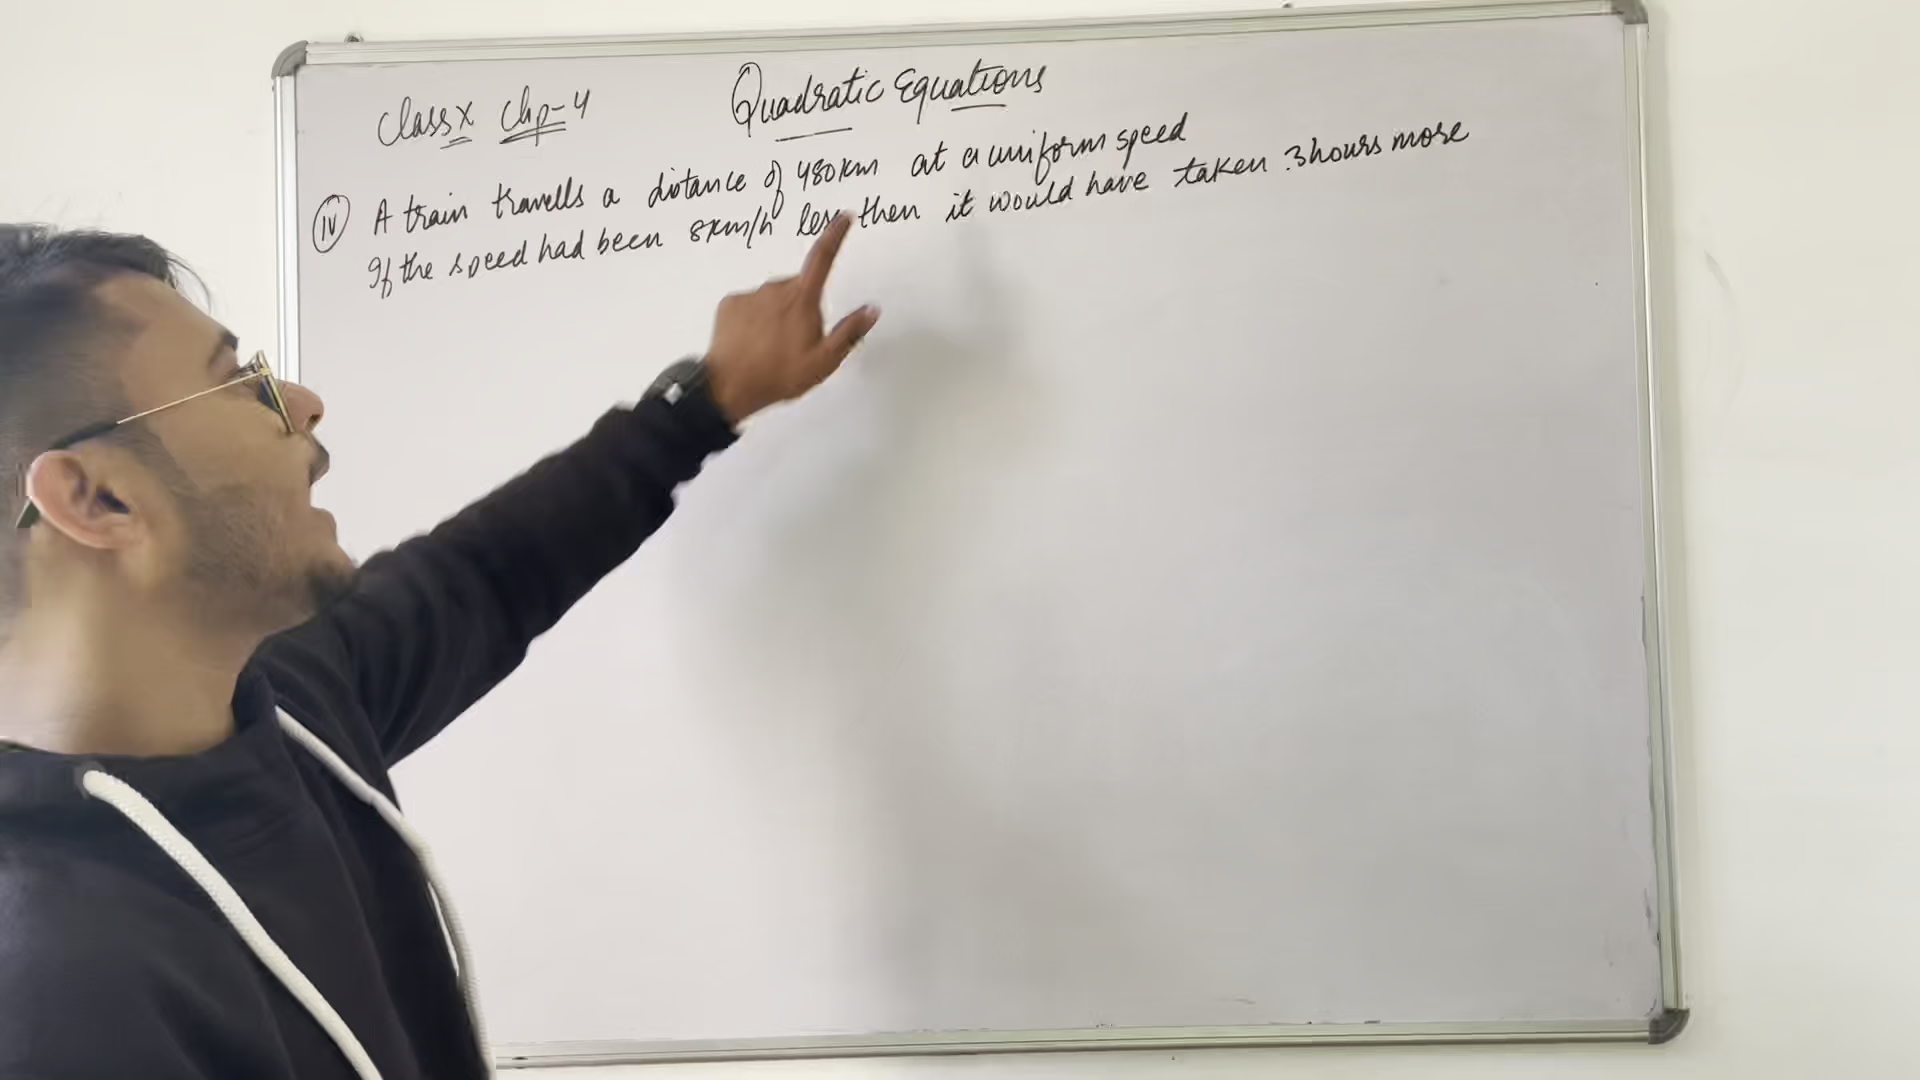 Class X Chp-4
Quadratic Equations
(iv) A train travells a distance of 480km at a uniform speed
If the speed had been 8km/h less then it would have taken 3hours more